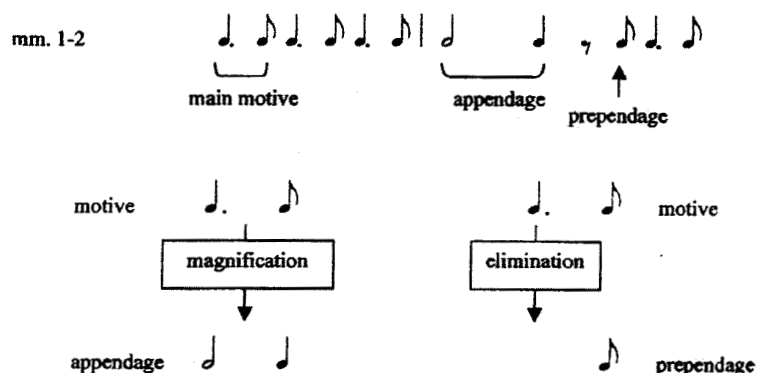 mm. 1-2
main motive
appendage
prependage
motive
motive
magnification
elimination
appendage
prependage